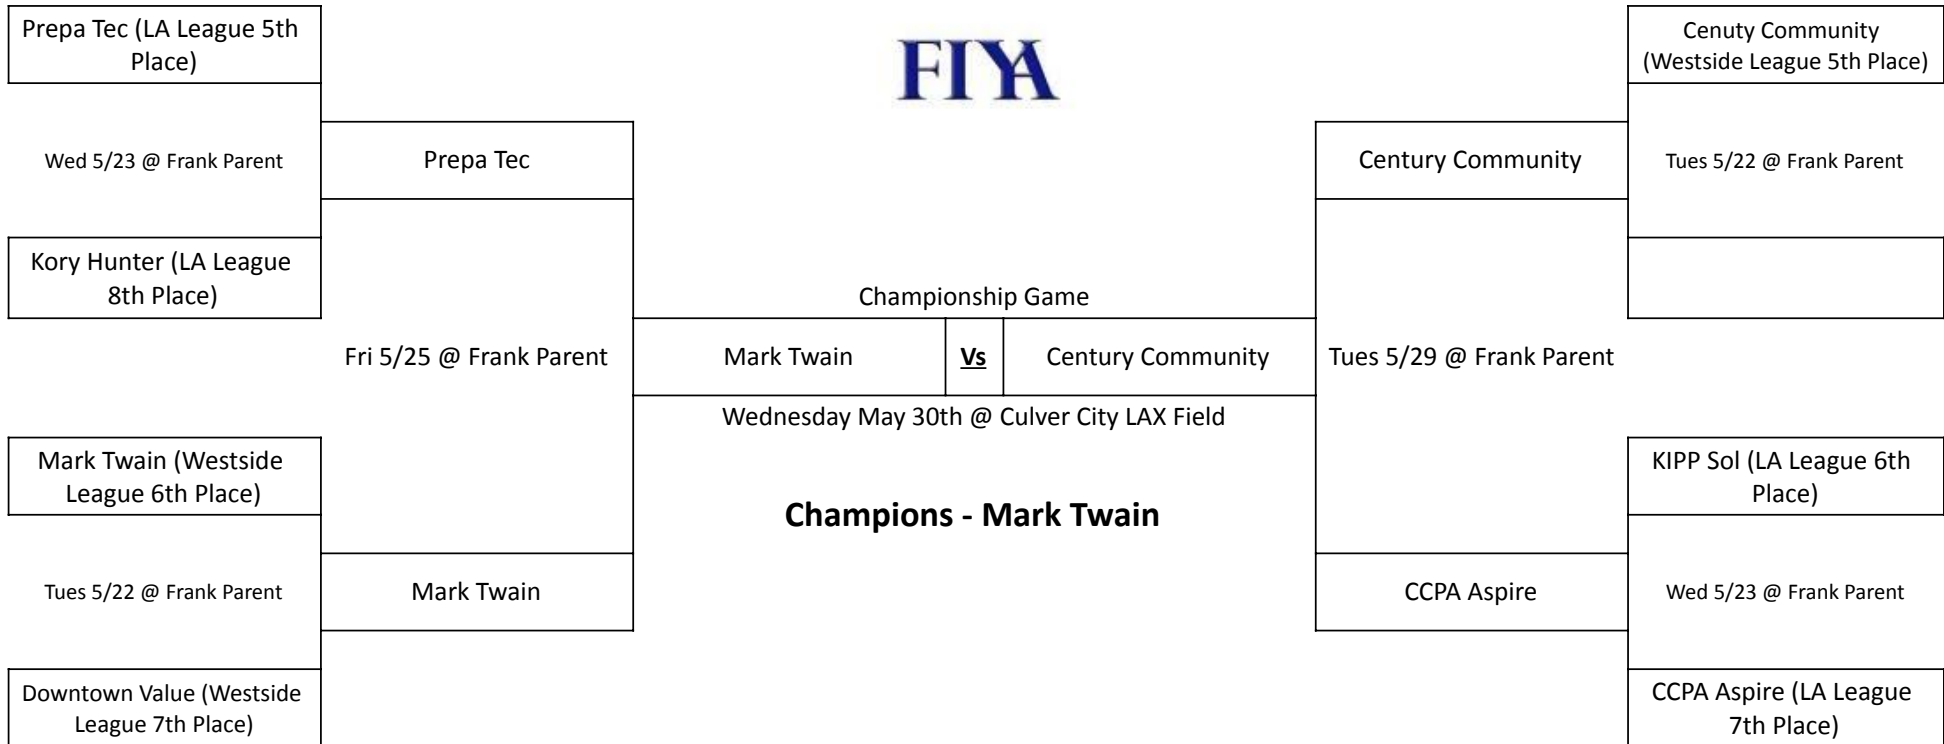 Prepa Tec (LA League 5th
Place)
Wed 5/23 @ Frank Parent
Kory Hunter (LA League
8th Place)
Mark Twain (Westside
League 6th Place)
Tues 5/22 @ Frank Parent
Downtown Value (Westside
League 7th Place)
Prepa Tec
Fri 5/25 @ Frank Parent
Mark Twain
FIYA
Championship Game
Mark Twain
Vs
Century Community
Wednesday May 30th @ Culver City LAX Field
Champions - Mark Twain
Century Community
Tues 5/29 @ Frank Parent
CCPA Aspire
Cenuty Community
(Westside League 5th Place)
Tues 5/22 @ Frank Parent
KIPP Sol (LA League 6th
Place)
Wed 5/23 @ Frank Parent
CCPA Aspire (LA League
7th Place)